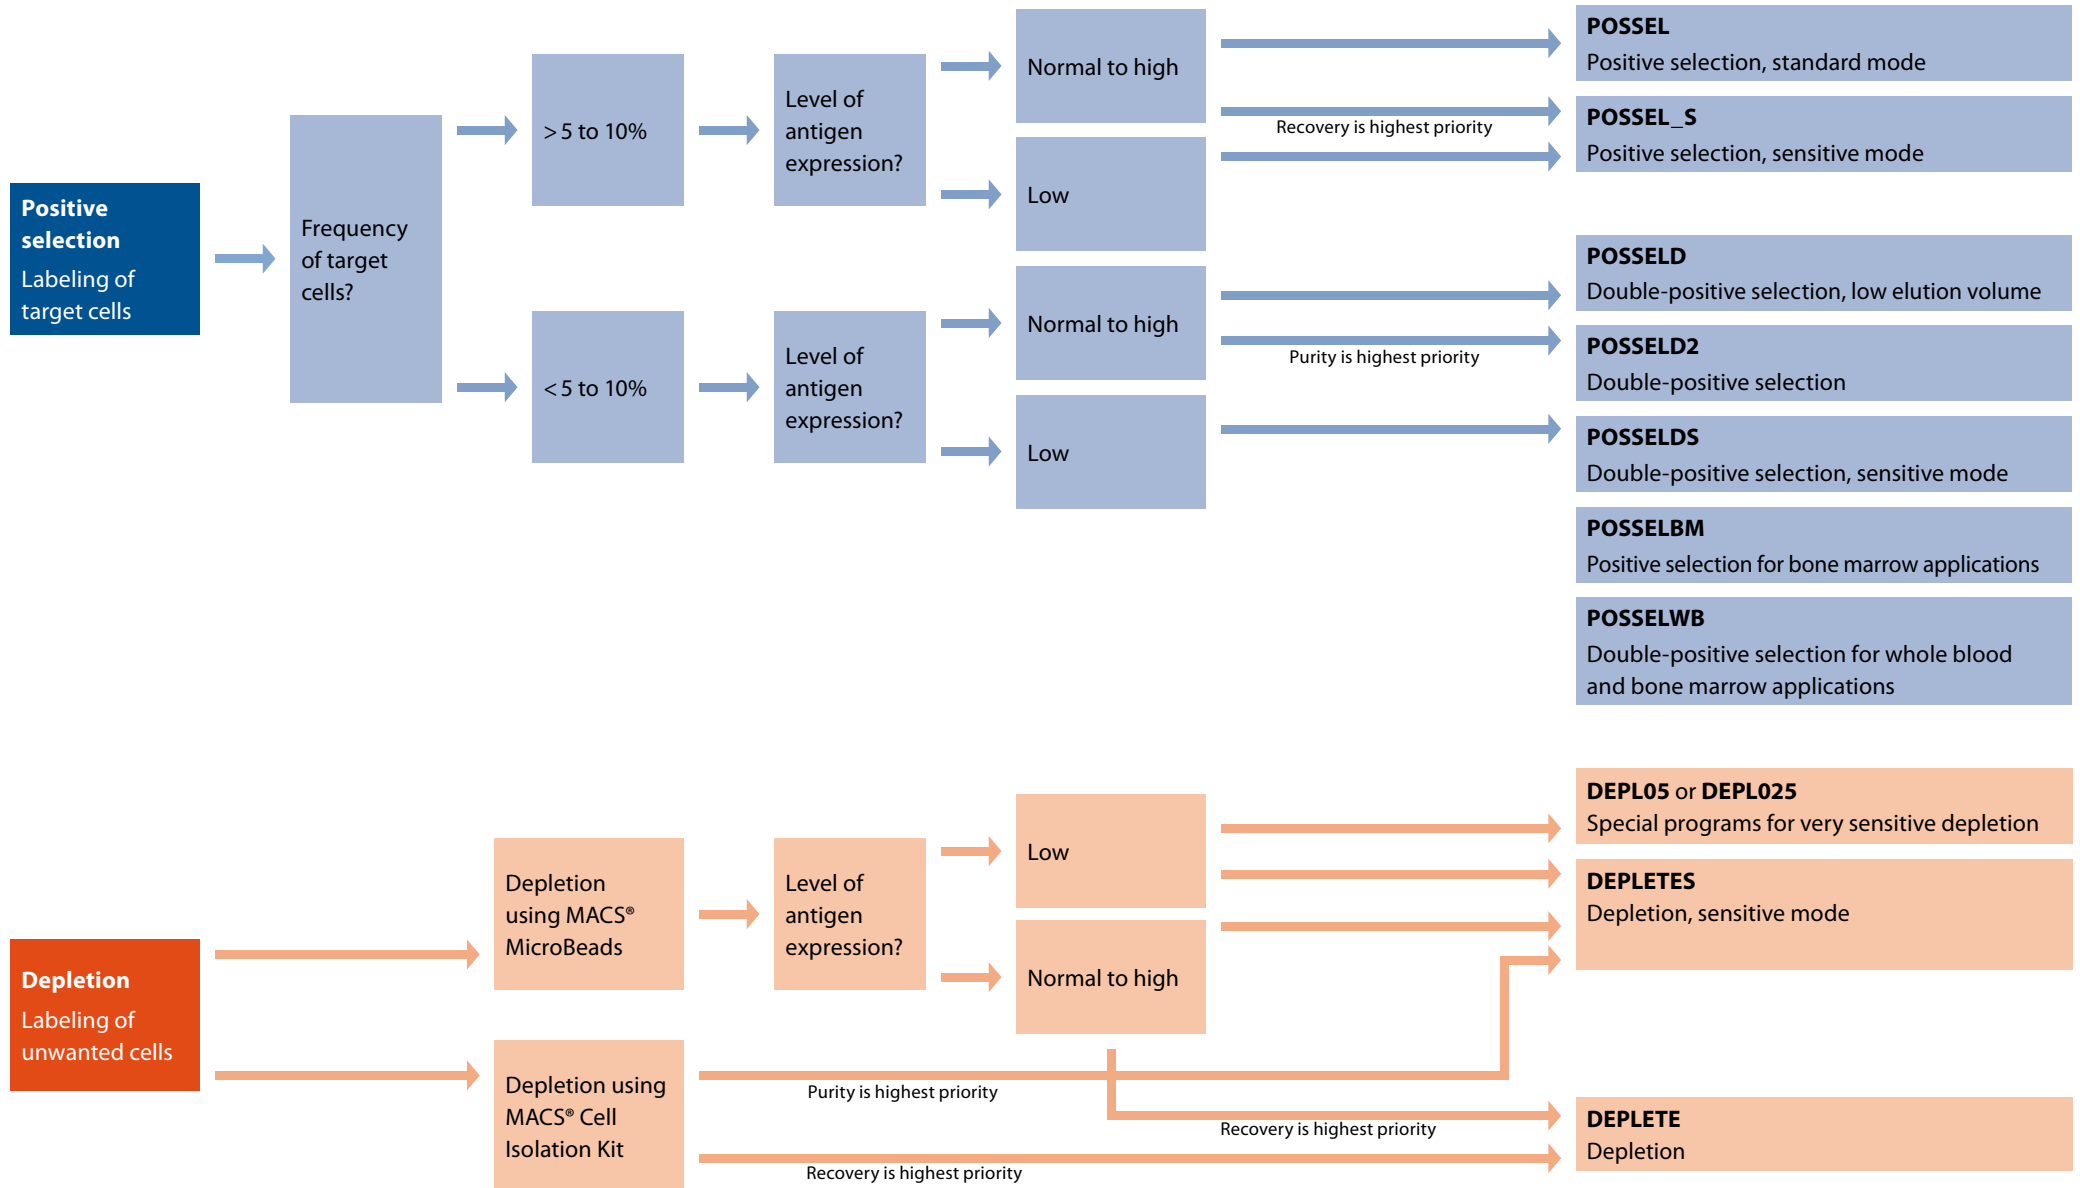 Positive
selection
Labeling of
target cells
Frequency
of target
cells?
> 5 to 10%
Level of
antigen
expression?
Normal to high
Low
Recovery is highest priority
POSSEL
Positive selection, standard mode
POSSEL_S
Positive selection, sensitive mode
< 5 to 10%
Level of
antigen
expression?
Normal to high
Low
Purity is highest priority
POSSELD
Double-positive selection, low elution volume
POSSELD2
Double-positive selection
POSSELDS
Double-positive selection, sensitive mode
POSSELBM
Positive selection for bone marrow applications
POSSELWB
Double-positive selection for whole blood
and bone marrow applications
Depletion
Labeling of
unwanted cells
Depletion
using MACS®
MicroBeads
Level of
antigen
expression?
Low
Normal to high
DEPL05 or DEPL025
Special programs for very sensitive depletion
DEPLETES
Depletion, sensitive mode
Depletion using
MACS® Cell
Isolation Kit
Purity is highest priority
Recovery is highest priority
Recovery is highest priority
DEPLETE
Depletion